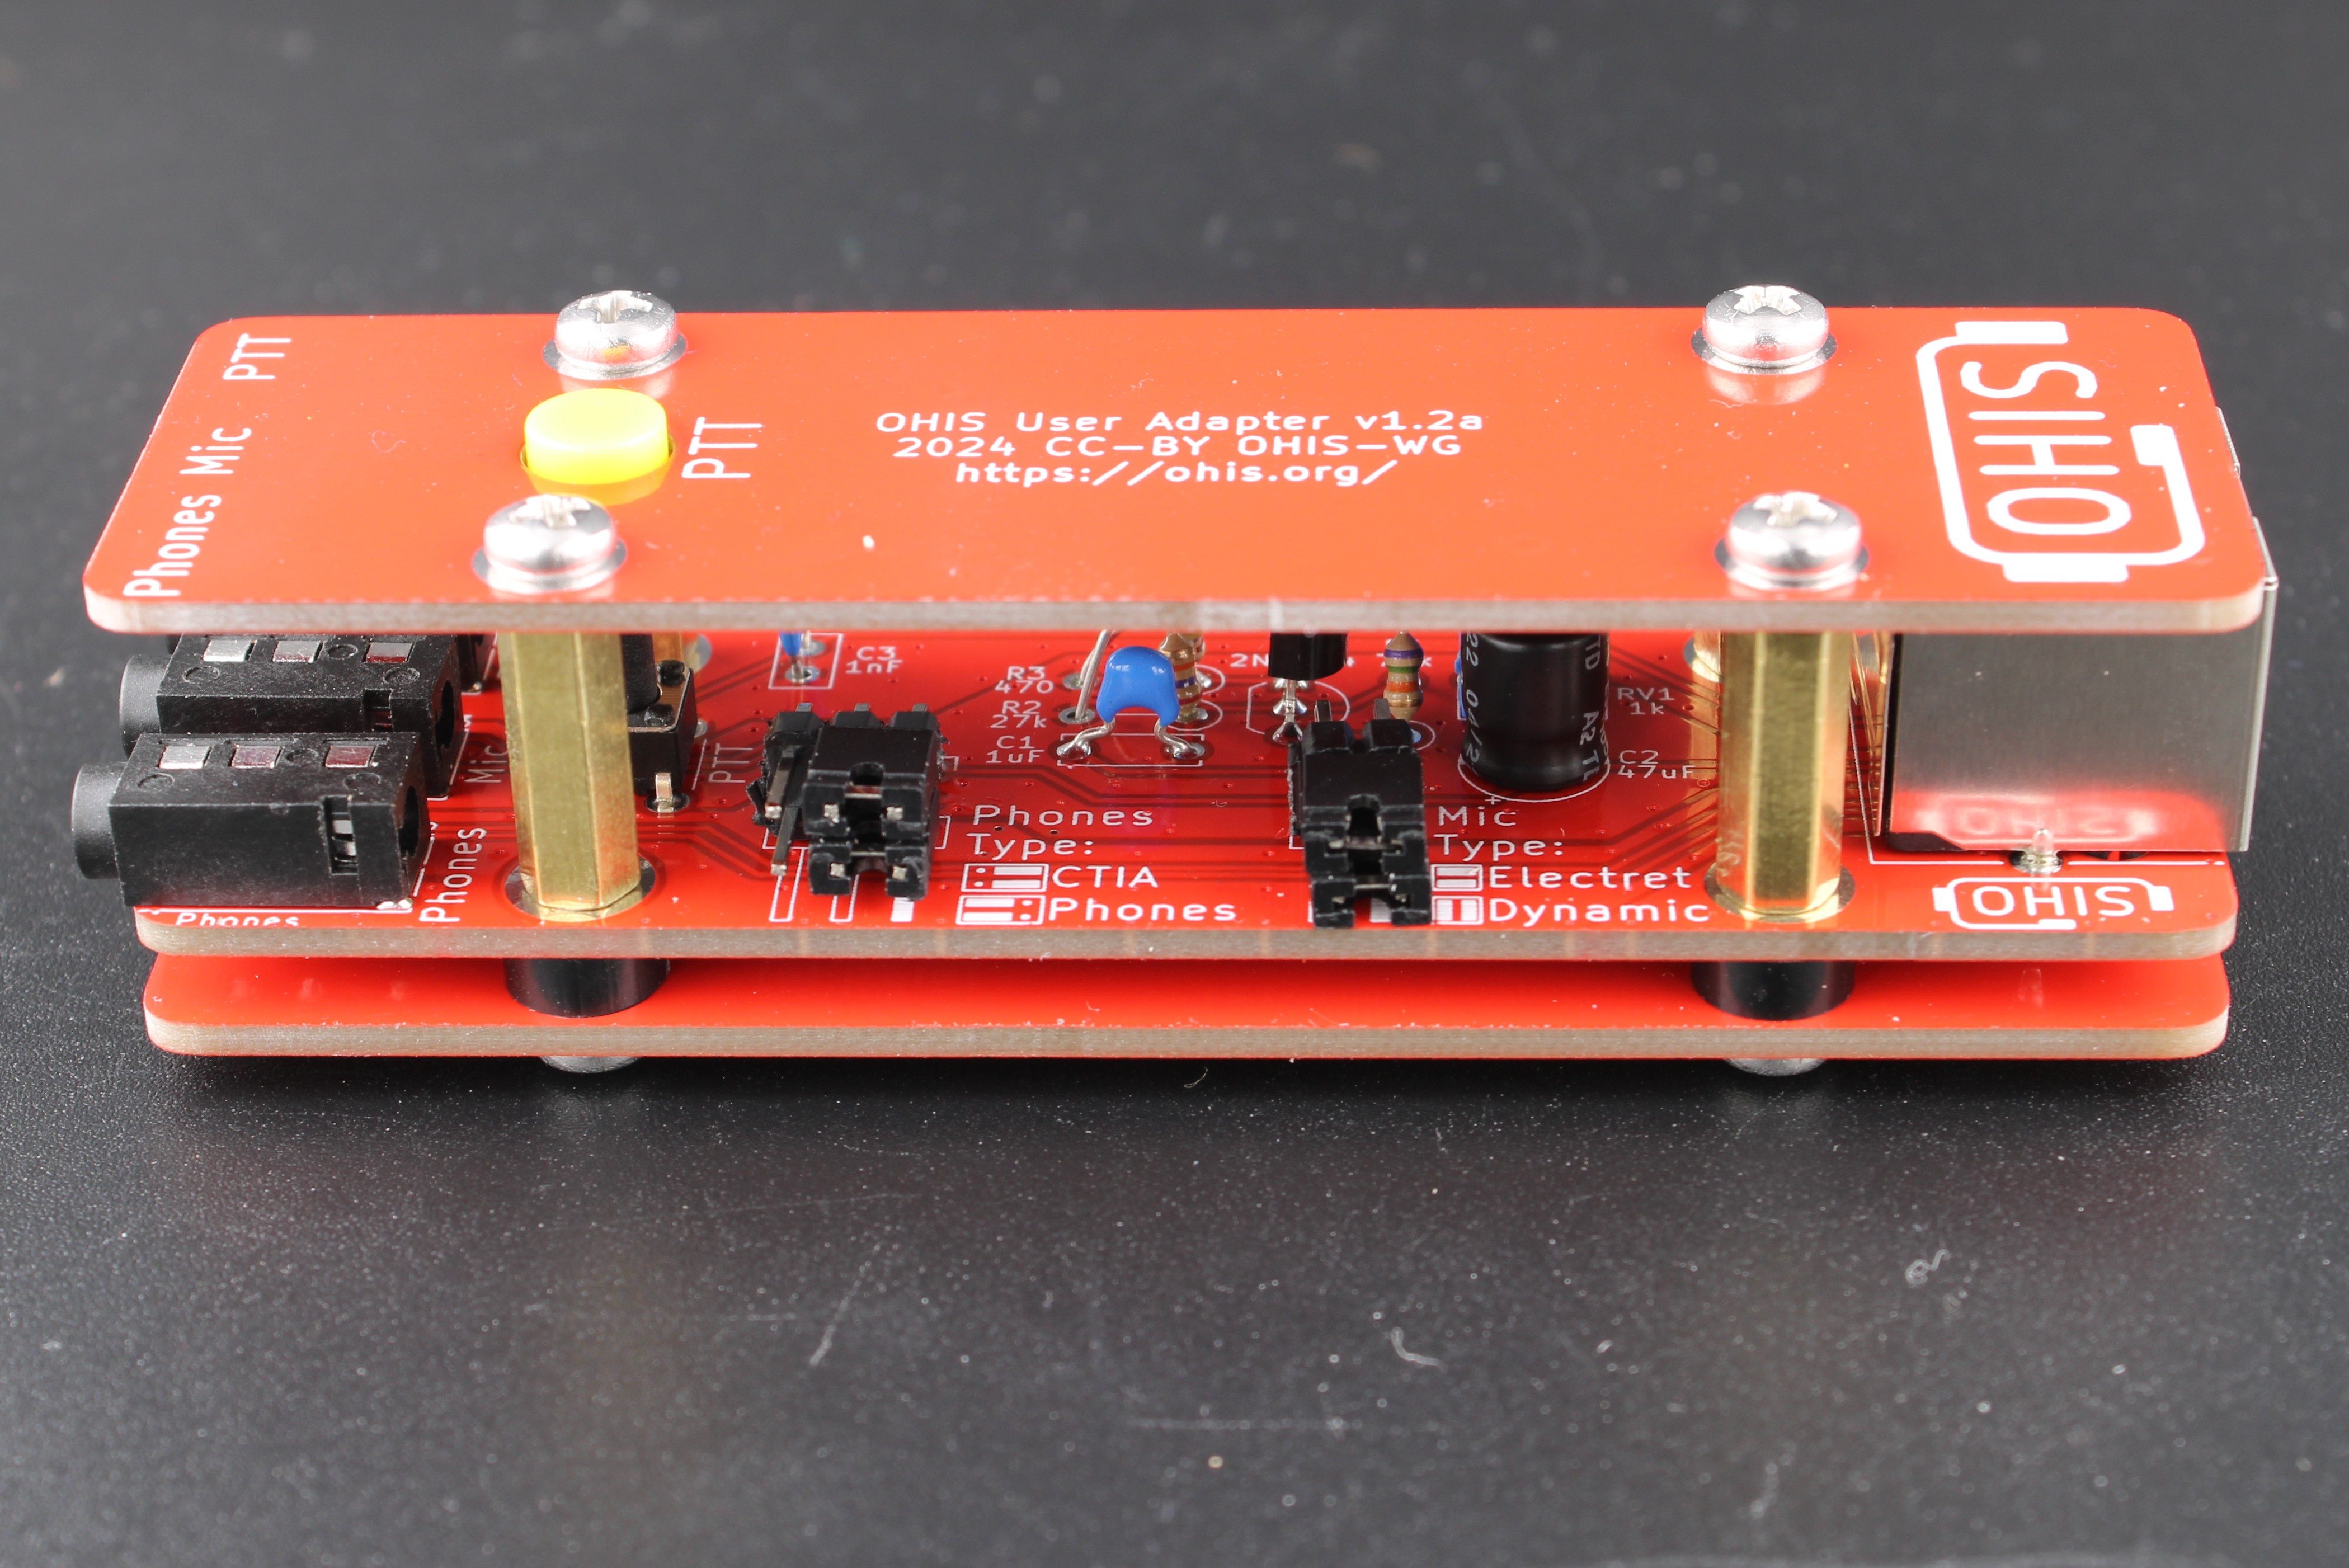 PTT
Mic
Phones
PTT
OHIS User Adapter v1.2a
2024 CC-BY OHIS-WG
https://ohis.org/
OHIS
C3
1nF
R3
470
R2
27k
C1
1uF
2N
RV1
1k
C2
47uF
Mic
PTT
Phones
Phones
Phones
Type:
CTIA
Phones
Mic
Type:
Electret
Dynamic
OHIS